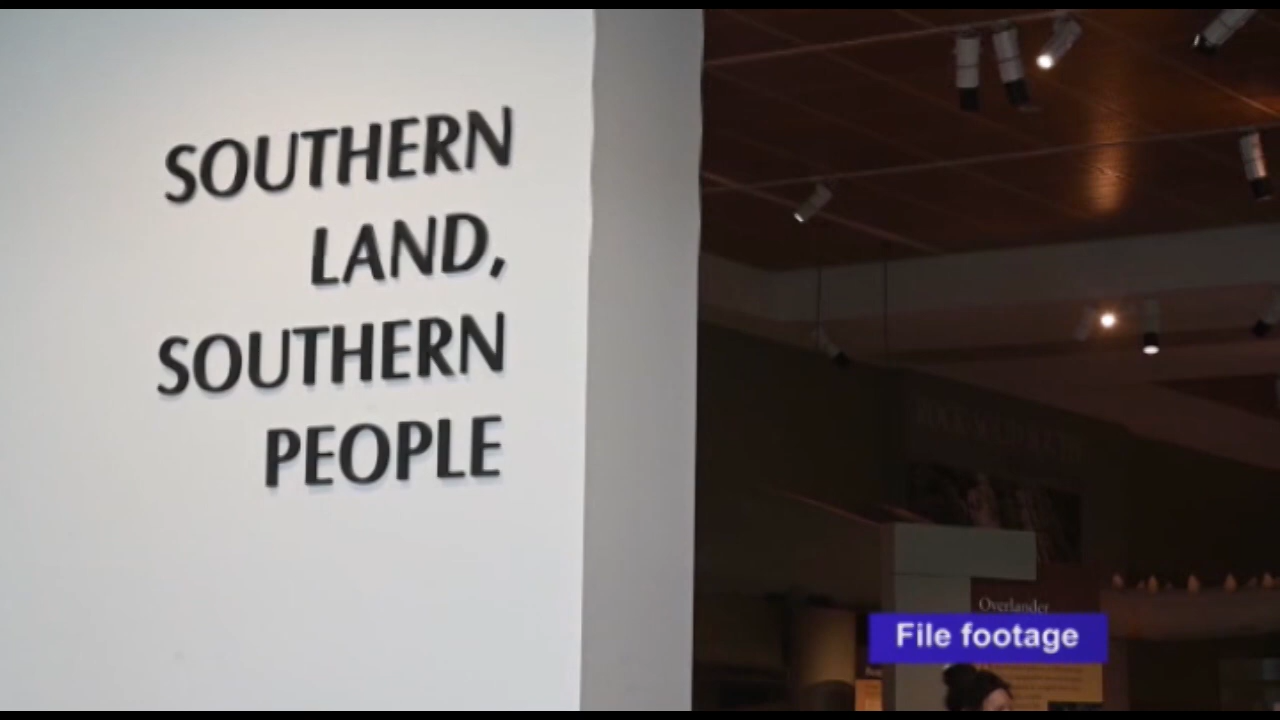 SOUTHERN
LAND,
SOUTHERN
PEOPLE
Overlander
File footage